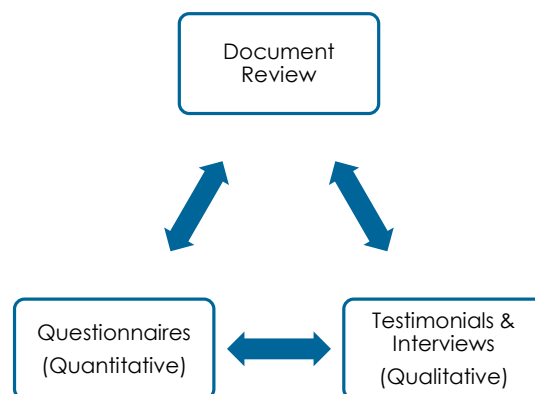 Document
Review
Questionnaires
(Quantitative)
Testimonials &
Interviews
(Qualitative)